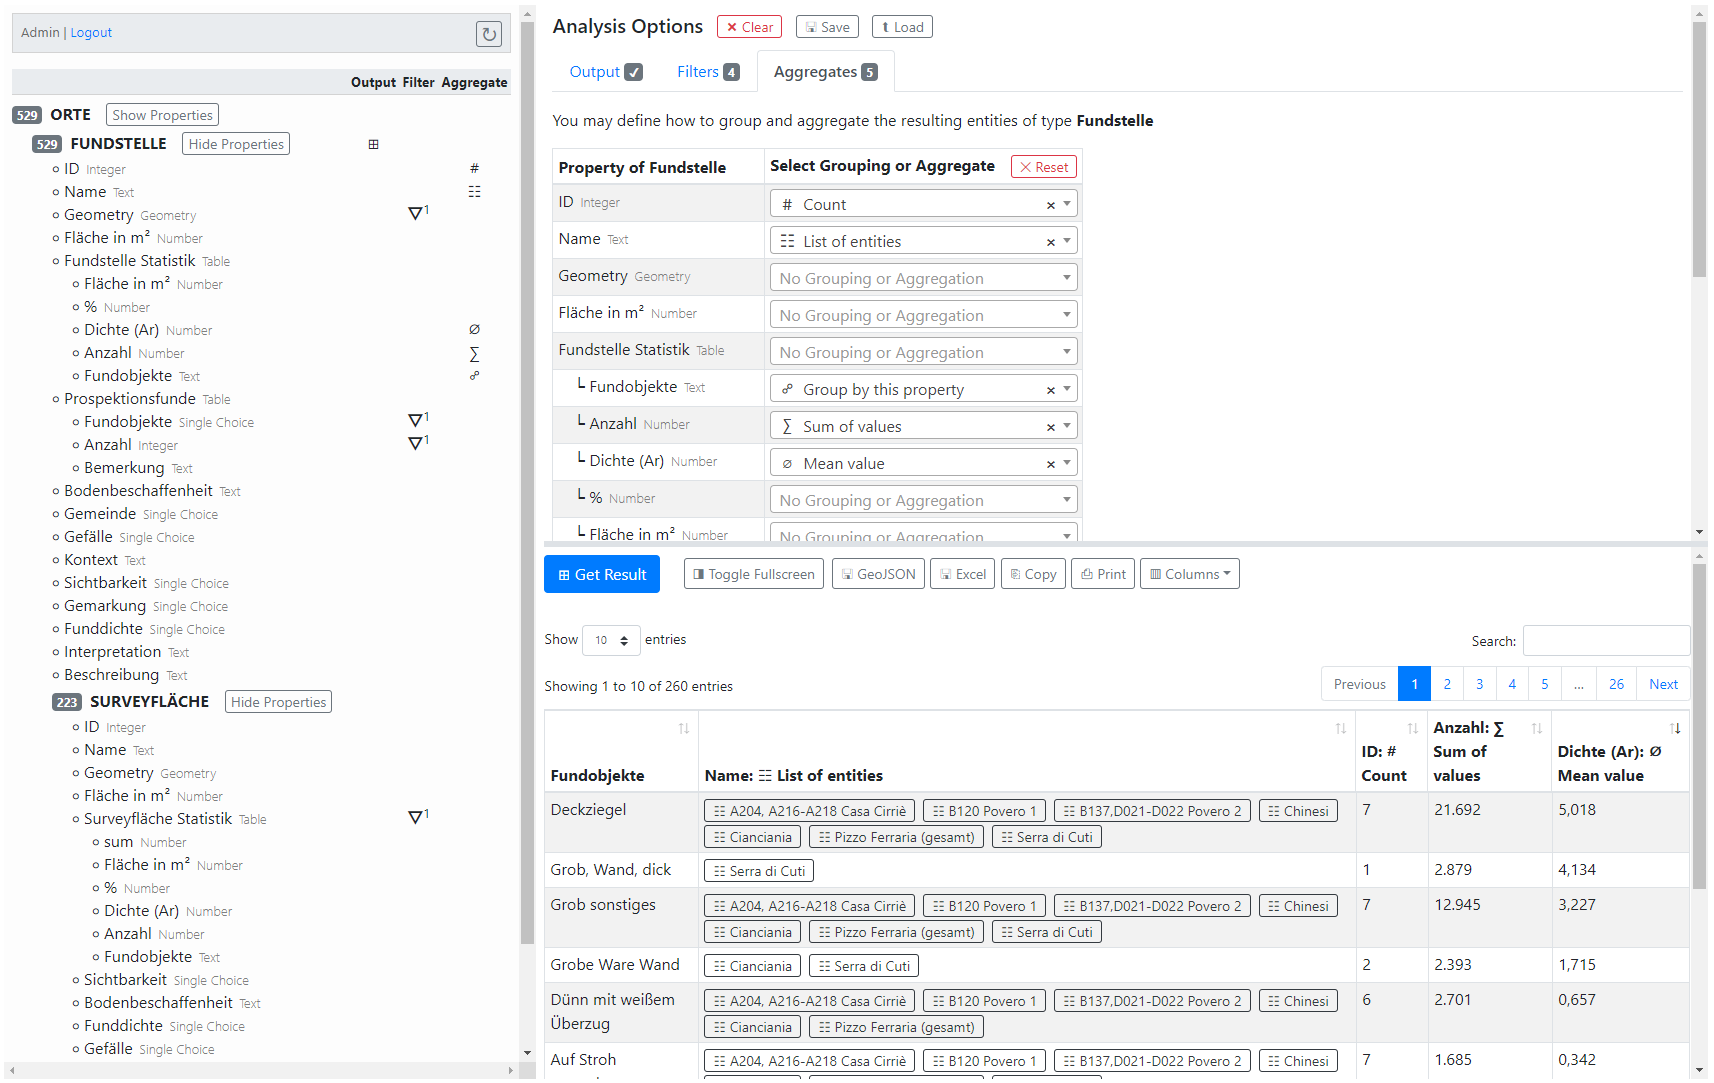 Admin | Logout
Output Filter Aggregate
529 ORTE Show Properties
529 FUNDSTELLE Hide Properties
ID Integer #
Name Text
Geometry Geometry 1
Fläche in m² Number
Fundstelle Statistik Table
Fläche in m² Number
% Number
Dichte (Ar) Number Ø
Anzahl Number ∑
Fundobjekte Text
Prospektionsfunde Table
Fundobjekte Single Choice 1
Anzahl Integer 1
Bemerkung Text
Bodenbeschaffenheit Text
Gemeinde Single Choice
Gefälle Single Choice
Kontext Text
Sichtbarkeit Single Choice
Gemarkung Single Choice
Funddichte Single Choice
Interpretation Text
Beschreibung Text
223 SURVEYFLÄCHE Hide Properties
ID Integer
Name Text
Geometry Geometry
Fläche in m² Number
Surveyfläche Statistik Table 1
sum Number
Fläche in m² Number
% Number
Dichte (Ar) Number
Anzahl Number
Fundobjekte Text
Sichtbarkeit Single Choice
Bodenbeschaffenheit Text
Funddichte Single Choice
Gefälle Single Choice
Analysis Options Clear Save Load
Output ✓ Filters 4 Aggregates 5
You may define how to group and aggregate the resulting entities of type Fundstelle
Property of Fundstelle Select Grouping or Aggregate Reset
ID Integer # Count ×
Name Text List of entities ×
Geometry Geometry No Grouping or Aggregation
Fläche in m² Number No Grouping or Aggregation
Fundstelle Statistik Table No Grouping or Aggregation
Fundobjekte Text Group by this property ×
Anzahl Number ∑ Sum of values ×
Dichte (Ar) Number Ø Mean value ×
% Number No Grouping or Aggregation
Fläche in m² Number No Grouping or Aggregation
Get Result Toggle Fullscreen GeoJSON Excel Copy Print Columns
Show 10 entries Search:
Showing 1 to 10 of 260 entries Previous 1 2 3 4 5 ... 26 Next
Fundobjekte Name: List of entities ID: # Count Anzahl: ∑ Sum of values Dichte (Ar): Ø Mean value
Deckziegel A204, A216-A218 Casa Cirriè B120 Povero 1 B137,D021-D022 Povero 2 Chinesi 7 21.692 5,018
Cianciania Pizzo Ferraria (gesamt) Serra di Cuti
Grob, Wand, dick Serra di Cuti 1 2.879 4,134
Grob sonstiges A204, A216-A218 Casa Cirriè B120 Povero 1 B137,D021-D022 Povero 2 Chinesi 7 12.945 3,227
Cianciania Pizzo Ferraria (gesamt) Serra di Cuti
Grobe Ware Wand Cianciania Serra di Cuti 2 2.393 1,715
Dünn mit weißem A204, A216-A218 Casa Cirriè B120 Povero 1 B137,D021-D022 Povero 2 Chinesi 6 2.701 0,657
Überzug Cianciania Pizzo Ferraria (gesamt)
Auf Stroh A204, A216-A218 Casa Cirriè B120 Povero 1 B137,D021-D022 Povero 2 Chinesi 7 1.685 0,342